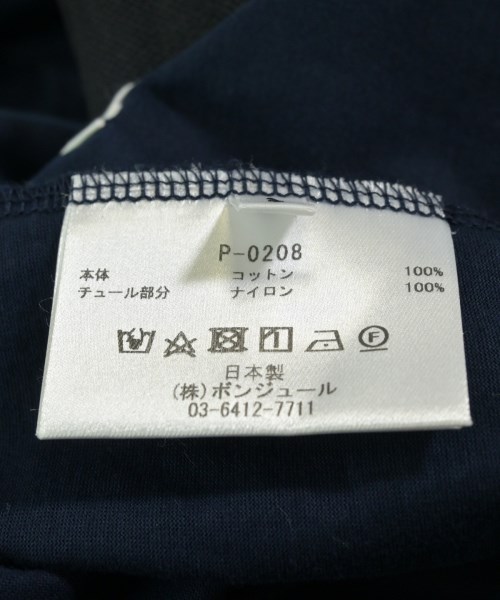 P-0208
本体 コットン 100%
チュール部分 ナイロン 100%
日本製
(株)ボンジュール
03-6412-7711